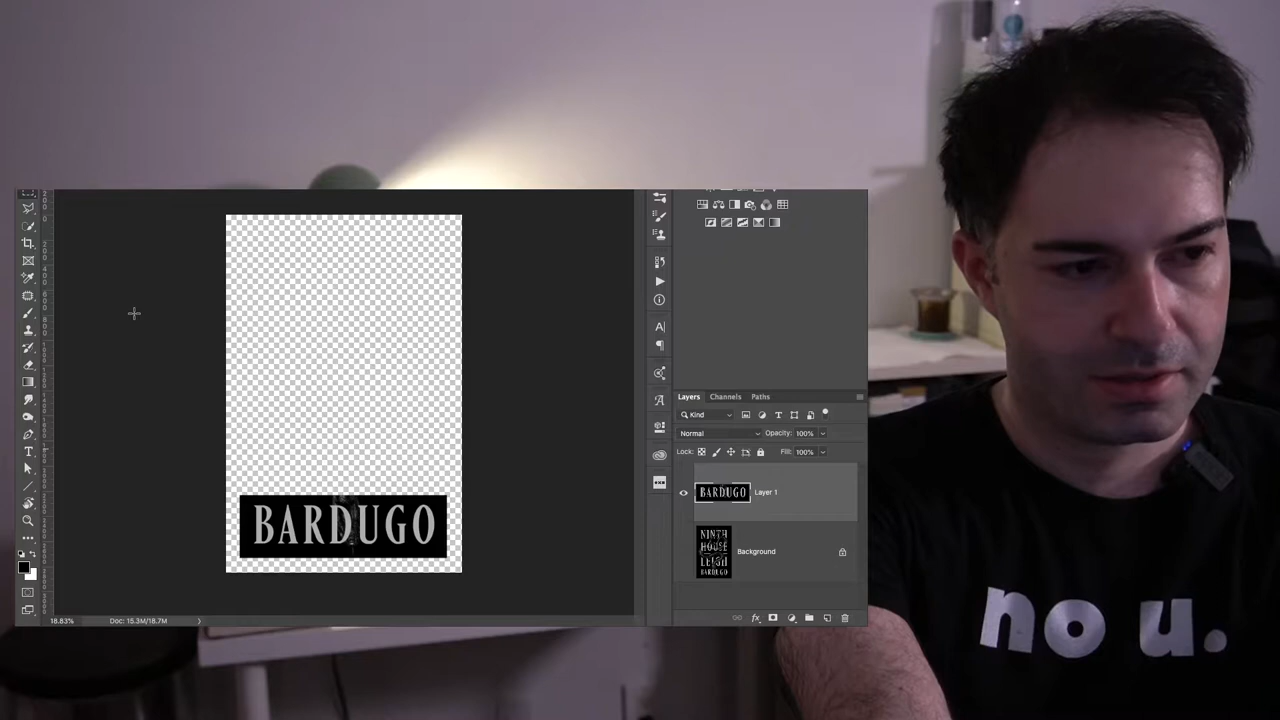 BARDUGO
A|
Layers
Channels
Paths
Kind
Normal
Opacity: 100%
Lock:
Fill: 100%
BARDUGO
Layer 1
NINTH
HOUSE
LEIGH
BARDUGO
Background
fx
18.83%
Doc: 15.3M/18.7M
no u.